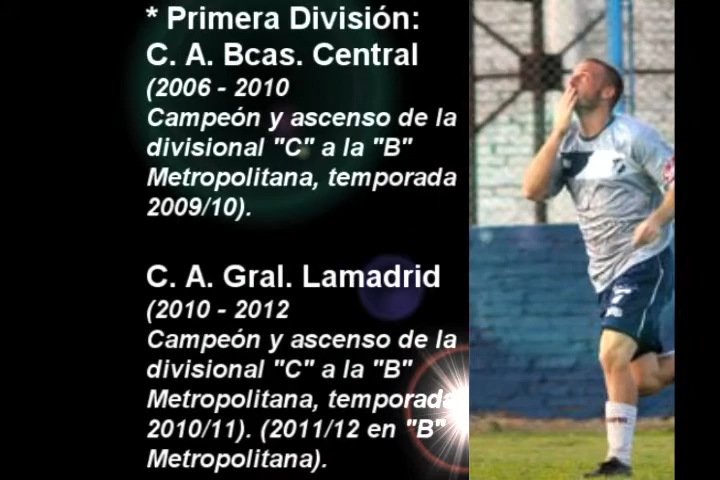 * Primera División:
C. A. Bcas. Central
(2006 - 2010
Campeón y ascenso de la
divisional "C" a la "B"
Metropolitana, temporada
2009/10).
C. A. Gral. Lamadrid
(2010 - 2012
Campeón y ascenso de la
divisional "C" a la "B"
Metropolitana, temporada
2010/11). (2011/12 en "B"
Metropolitana).
7